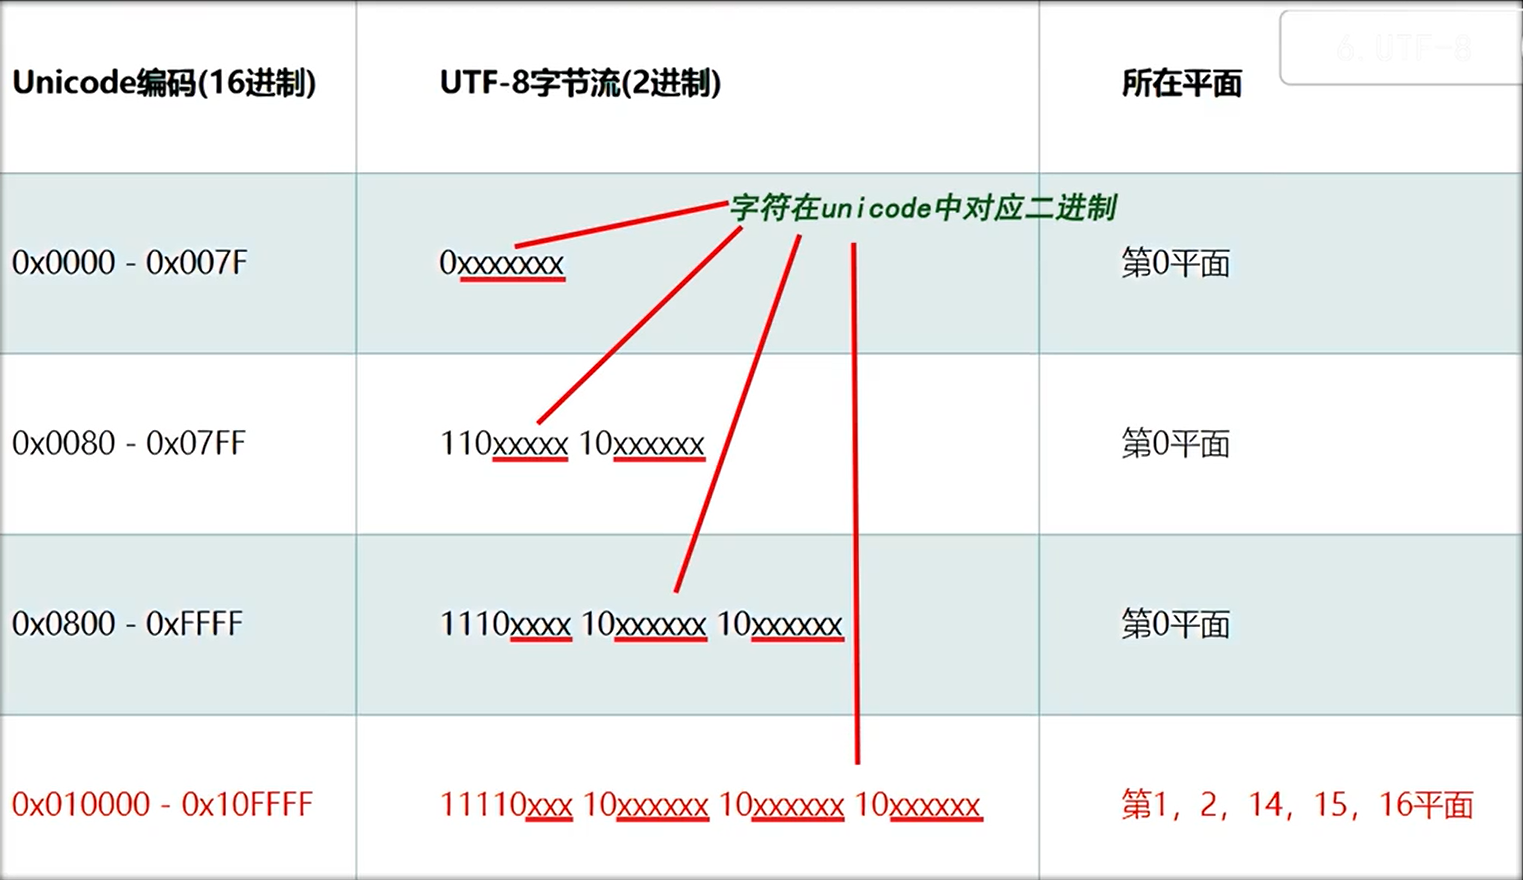 6. UTF-8
Unicode编码(16进制) UTF-8字节流(2进制) 所在平面
字符在unicode中对应二进制
0x0000 - 0x007F 0xxxxxxx 第0平面
0x0080 - 0x07FF 110xxxxx 10xxxxxx 第0平面
0x0800 - 0xFFFF 1110xxxx 10xxxxxx 10xxxxxx 第0平面
0x010000 - 0x10FFFF 11110xxx 10xxxxxx 10xxxxxx 10xxxxxx 第1，2，14，15，16平面